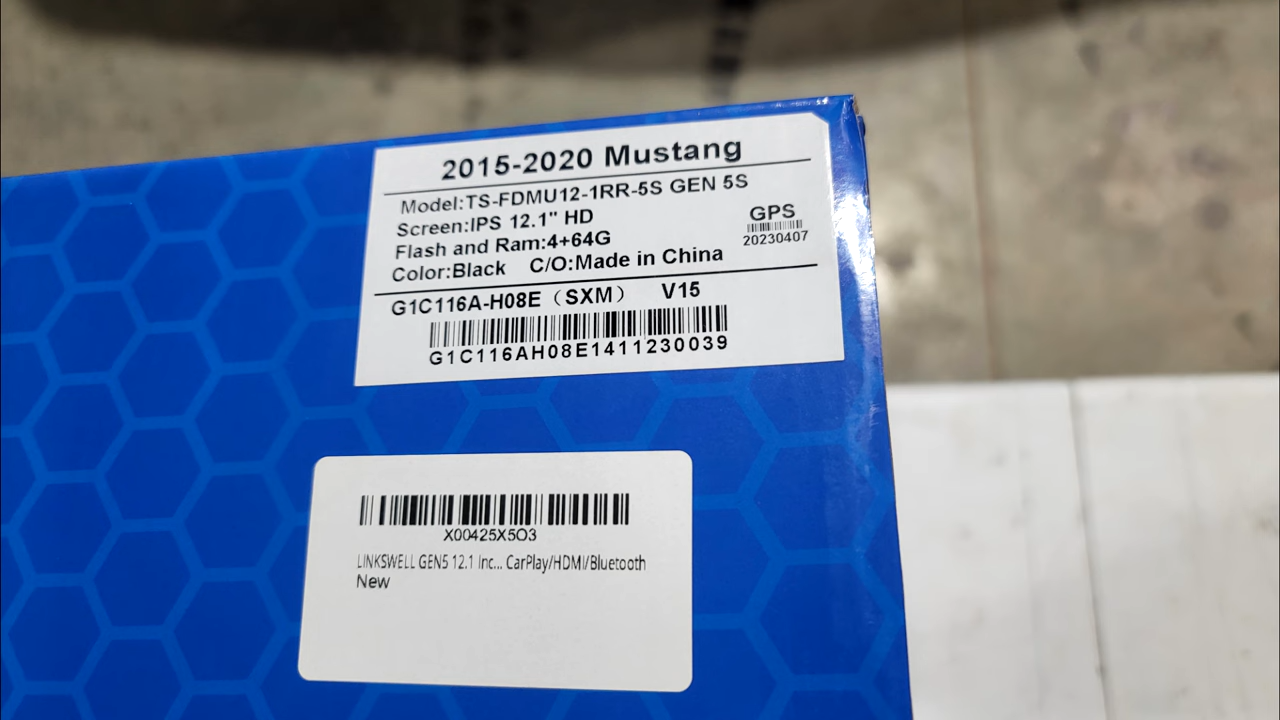 2015-2020 Mustang
Model:TS-FDMU12-1RR-5S GEN 5S
Screen:IPS 12.1" HD
Flash and Ram:4+64G
GPS
20230407
Color:Black C/O:Made in China
G1C116A-H08E（SXM） V15
G1C116AH08E1411230039
X00425X5O3
LINKSWELL GEN5 12.1 Inc... CarPlay/HDMI/Bluetooth
New